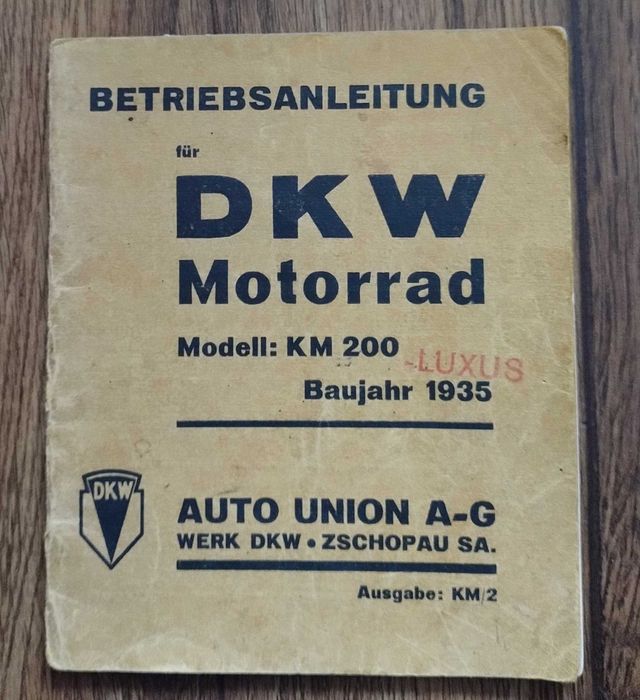 BETRIEBSANLEITUNG
für
DKW
Motorrad
Modell: KM 200
-LUXUS
Baujahr 1935
DKW
AUTO UNION A-G
WERK DKW • ZSCHOPAU SA.
Ausgabe: KM/2